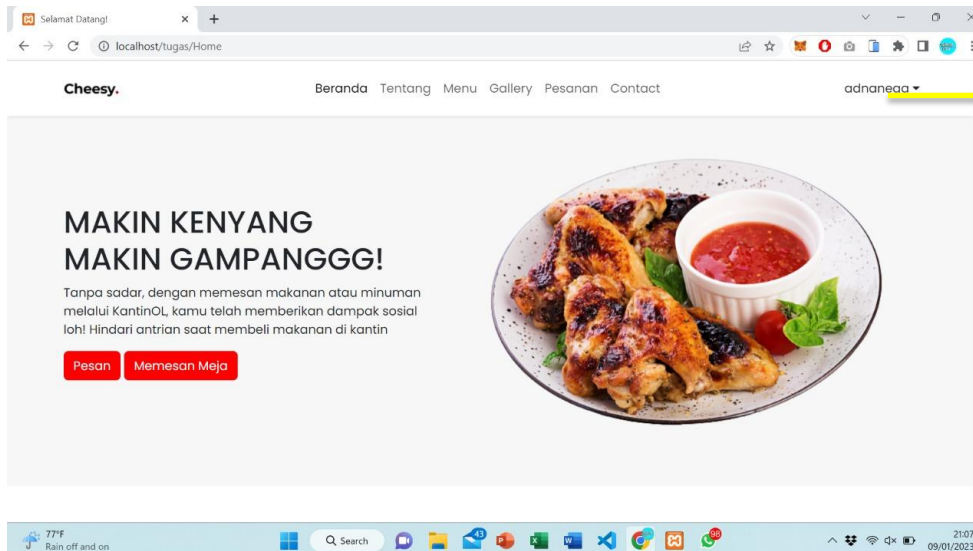 Selamat Datang!
localhost/tugas/Home
Cheesy.
Beranda Tentang Menu Gallery Pesanan Contact
MAKIN KENYANG
MAKIN GAMPANGGG!
Tanpa sadar, dengan memesan makanan atau minuman
melalui KantinOL, kamu telah memberikan dampak sosial
loh! Hindari antrian saat membeli makanan di kantin
Pesan Memesan Meja
77°F
Rain off and on
Search
43
98
21:07
09/01/2023